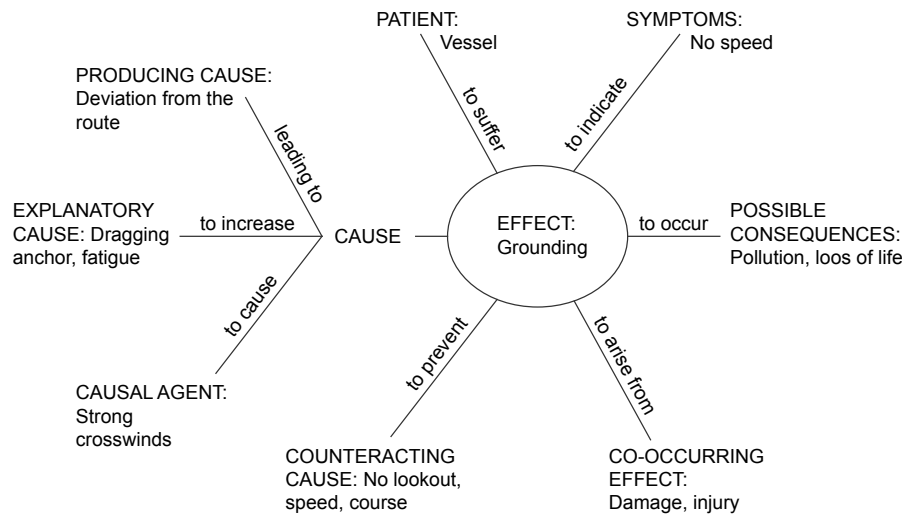 PATIENT:
Vessel
SYMPTOMS:
No speed
PRODUCING CAUSE:
Deviation from the
route
to suffer
to indicate
leading to
EXPLANATORY
CAUSE: Dragging
anchor, fatigue
to increase
CAUSE
EFFECT:
Grounding
to occur
POSSIBLE
CONSEQUENCES:
Pollution, loos of life
to cause
to prevent
to arise from
CAUSAL AGENT:
Strong
crosswinds
COUNTERACTING
CAUSE: No lookout,
speed, course
CO-OCCURRING
EFFECT:
Damage, injury